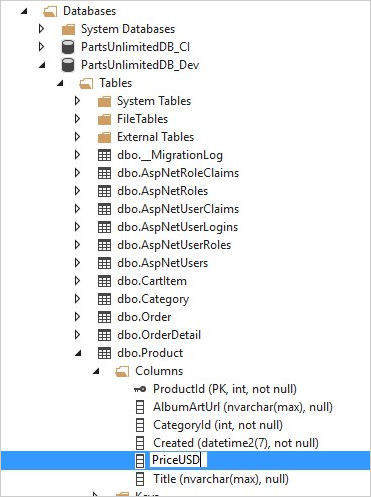 Databases
System Databases
PartsUnlimitedDB_CI
PartsUnlimitedDB_Dev
Tables
System Tables
FileTables
External Tables
dbo.__MigrationLog
dbo.AspNetRoleClaims
dbo.AspNetRoles
dbo.AspNetUserClaims
dbo.AspNetUserLogins
dbo.AspNetUserRoles
dbo.AspNetUsers
dbo.CartItem
dbo.Category
dbo.Order
dbo.OrderDetail
dbo.Product
Columns
ProductId (PK, int, not null)
AlbumArtUrl (nvarchar(max), null)
CategoryId (int, not null)
Created (datetime2(7), not null)
PriceUSD
Title (nvarchar(max), null)